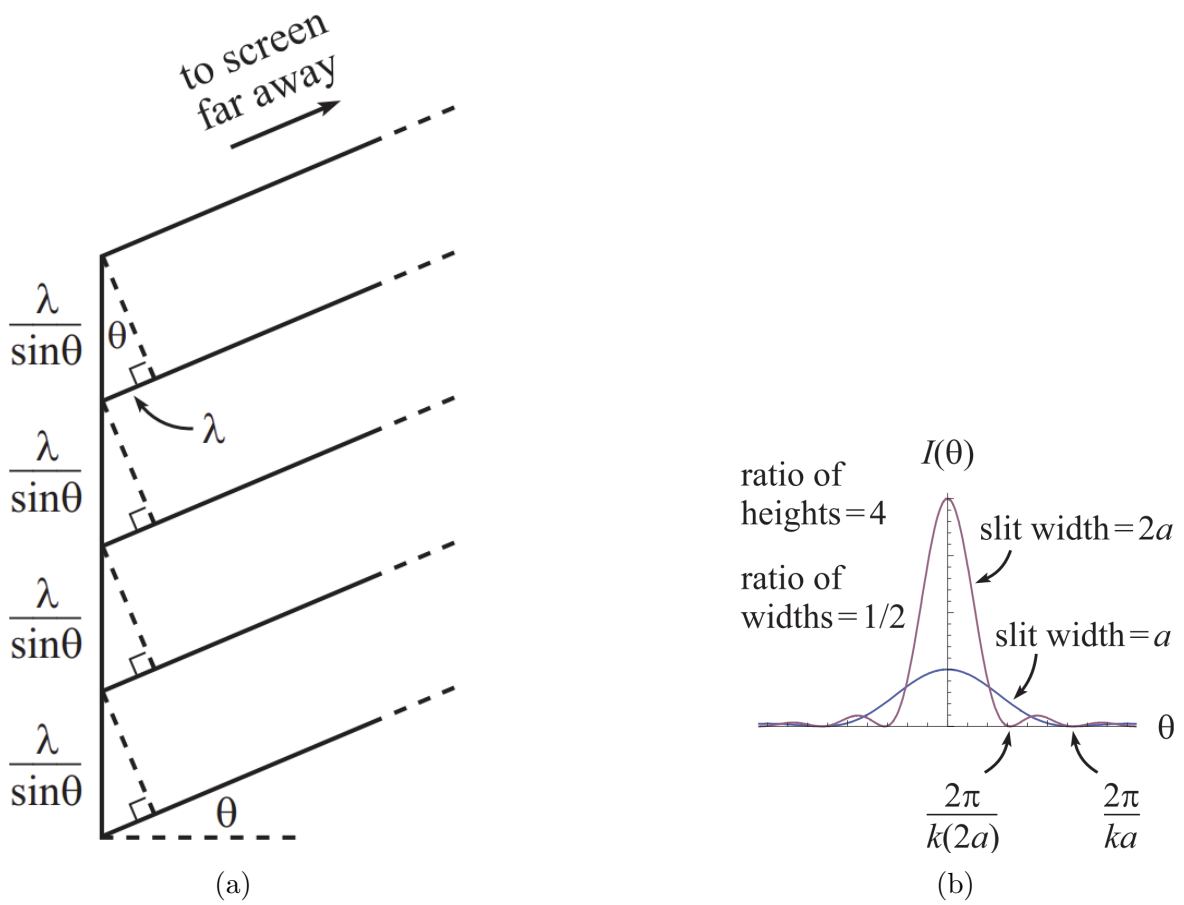 to screen
far away
λ
sinθ
θ
λ
λ
sinθ
λ
sinθ
λ
sinθ
θ
(a)
I(θ)
ratio of
heights=4
slit width=2a
ratio of
widths=1/2
slit width=a
θ
2π
k(2a)
2π
ka
(b)